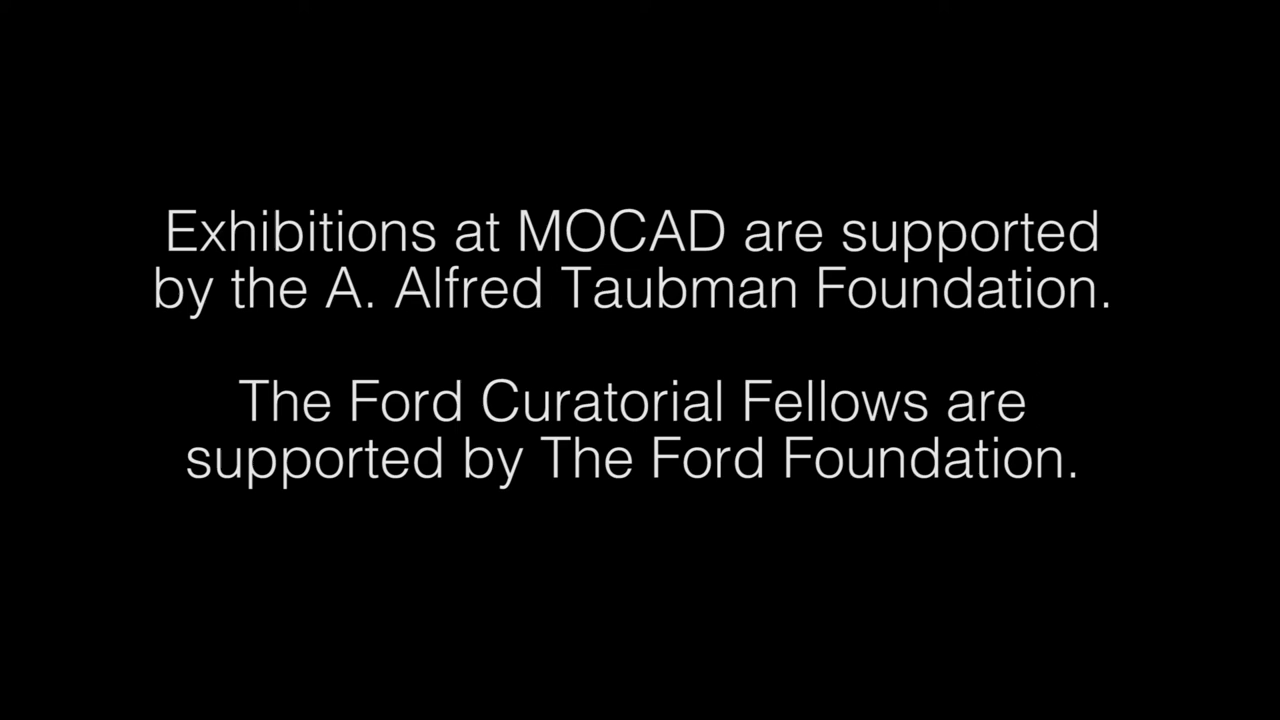 Exhibitions at MOCAD are supported
by the A. Alfred Taubman Foundation.
The Ford Curatorial Fellows are
supported by The Ford Foundation.